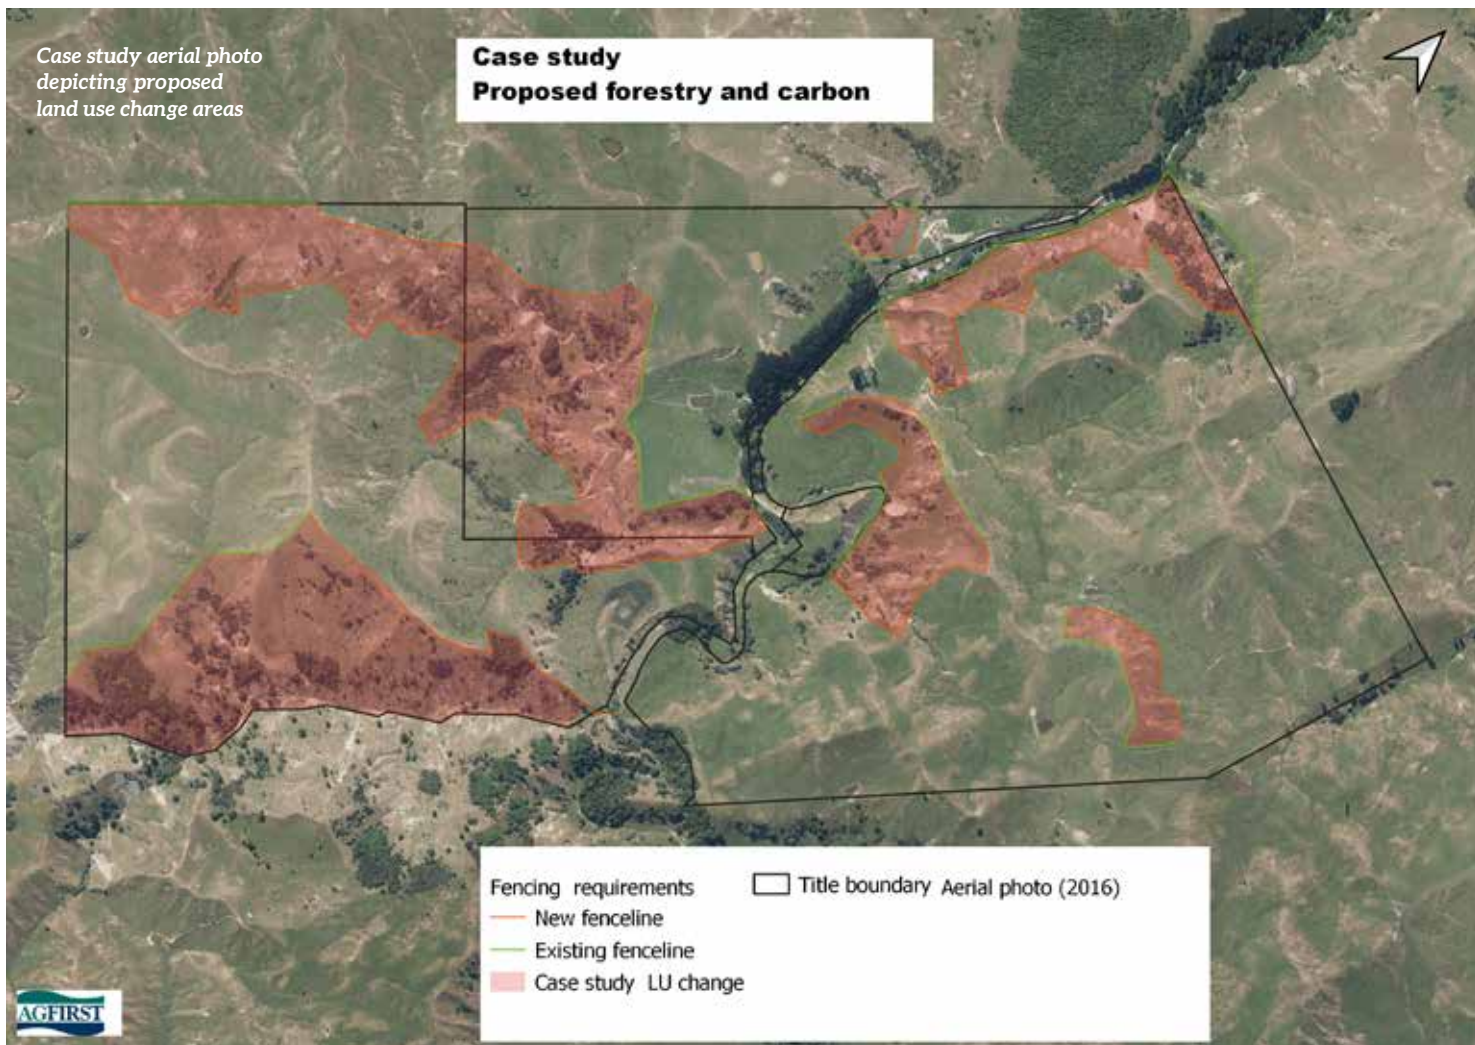 Case study aerial photo
depicting proposed
land use change areas
Case study
Proposed forestry and carbon
Fencing requirements
New fenceline
Existing fenceline
Case study LU change
Title boundary Aerial photo (2016)
AGFIRST